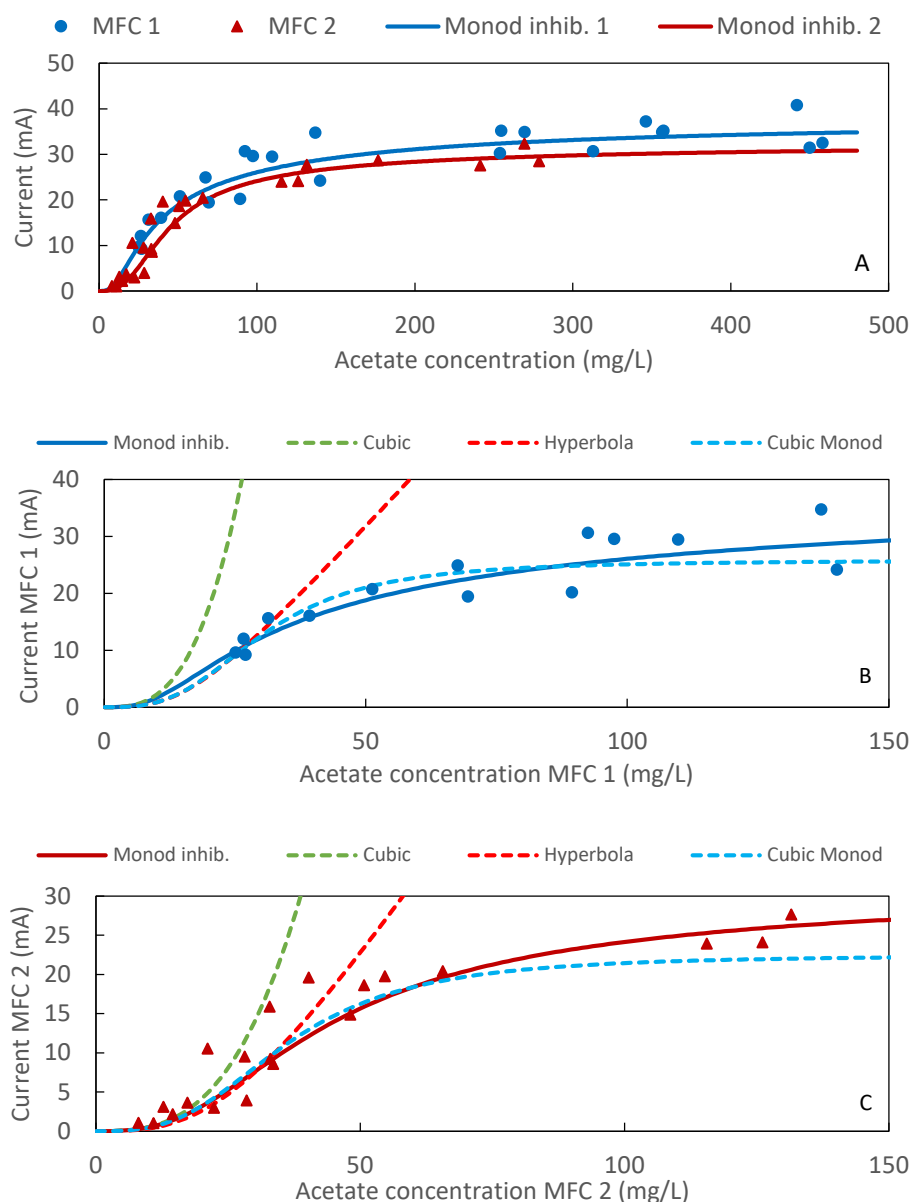 MFC 1 MFC 2 Monod inhib. 1 Monod inhib. 2
50
40
30
20
10
0
Current (mA)
A
0 100 200 300 400 500
Acetate concentration (mg/L)
Monod inhib. Cubic Hyperbola Cubic Monod
40
30
20
10
0
Current MFC 1 (mA)
B
0 50 100 150
Acetate concentration MFC 1 (mg/L)
Monod inhib. Cubic Hyperbola Cubic Monod
30
25
20
15
10
5
0
Current MFC 2 (mA)
C
0 50 100 150
Acetate concentration MFC 2 (mg/L)